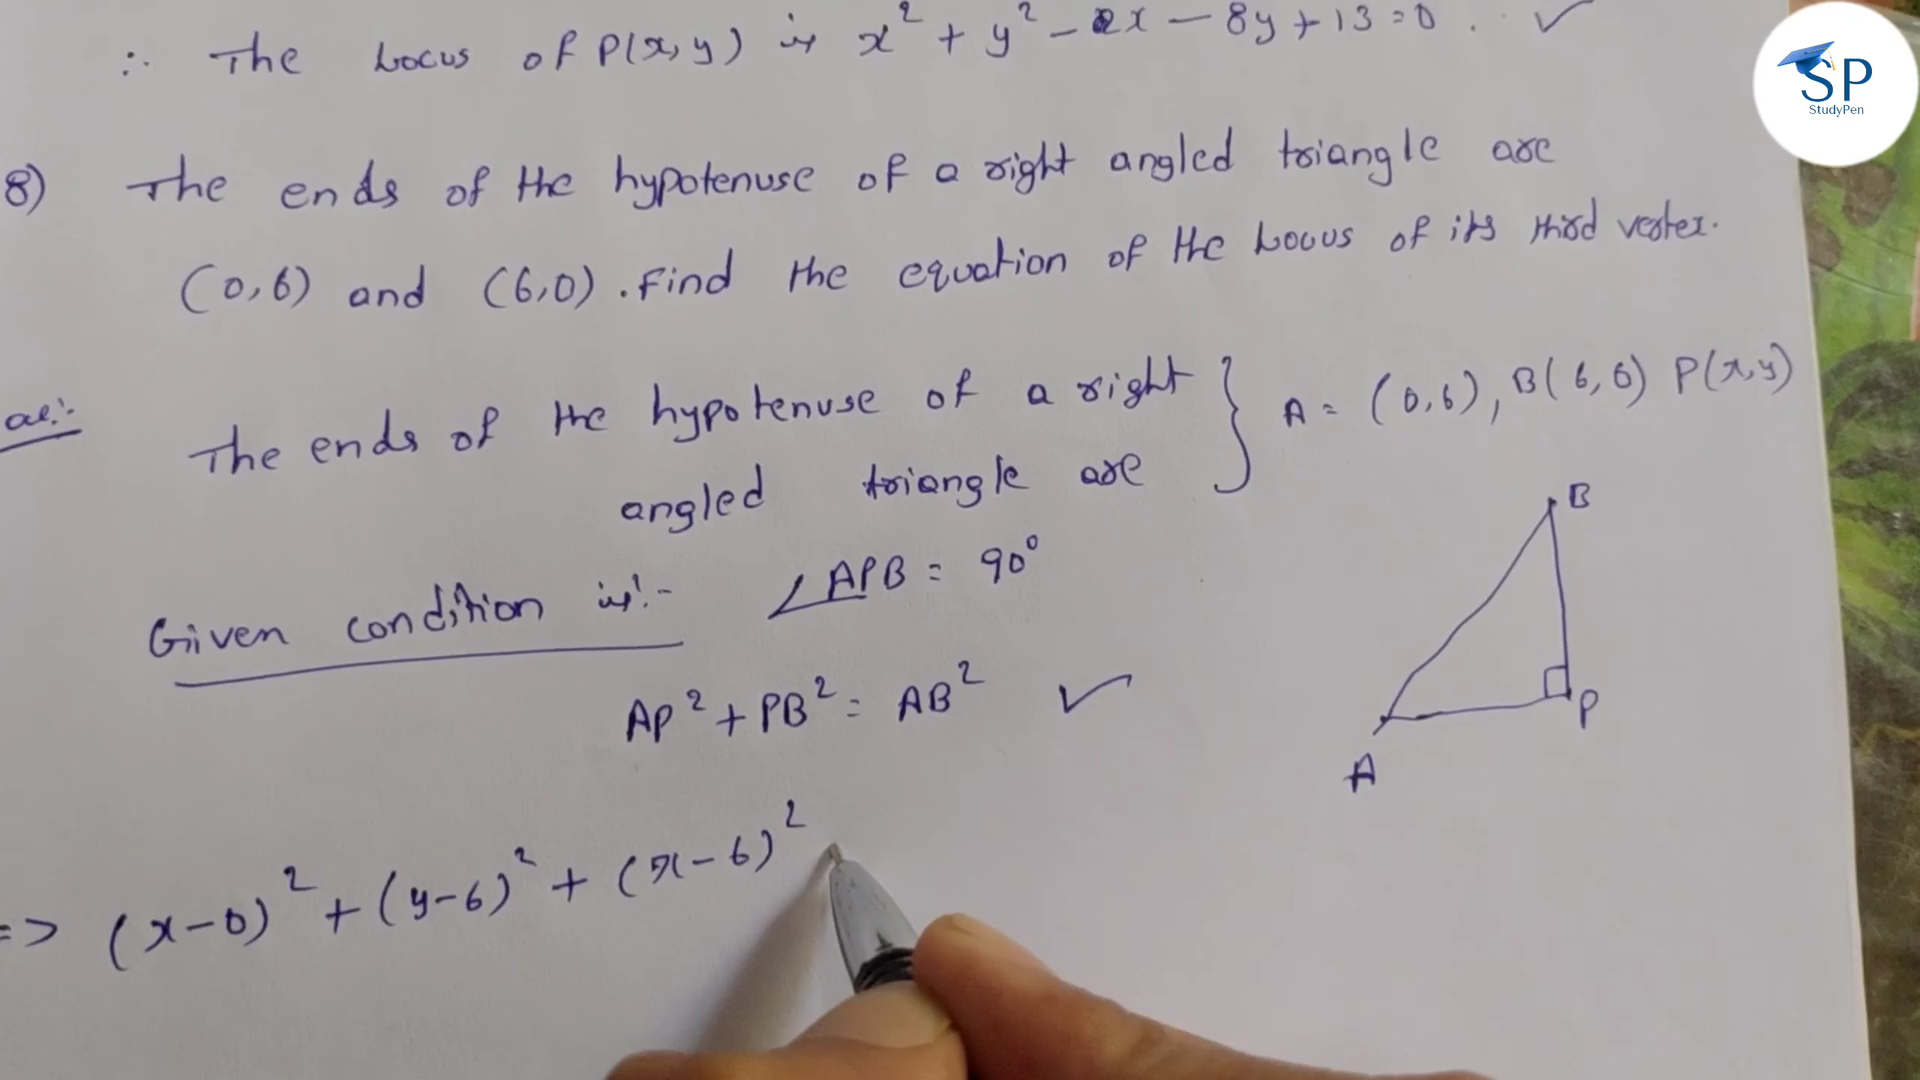 ∴ The Locus of P(x,y) is x² + y² - 2x - 8y + 13 = 0. ✓
SP
StudyPen
8) The ends of the hypotenuse of a right angled triangle are
(0,6) and (6,0). Find the equation of the Locus of its third vertex.
The ends of the hypotenuse of a right } A = (0,6), B(6,0) P(x,y)
angled triangle are
B
Given condition is:- ∠APB = 90°
AP² + PB² = AB² ✓
P
A
=> (x-0)² + (y-6)² + (x-6)²